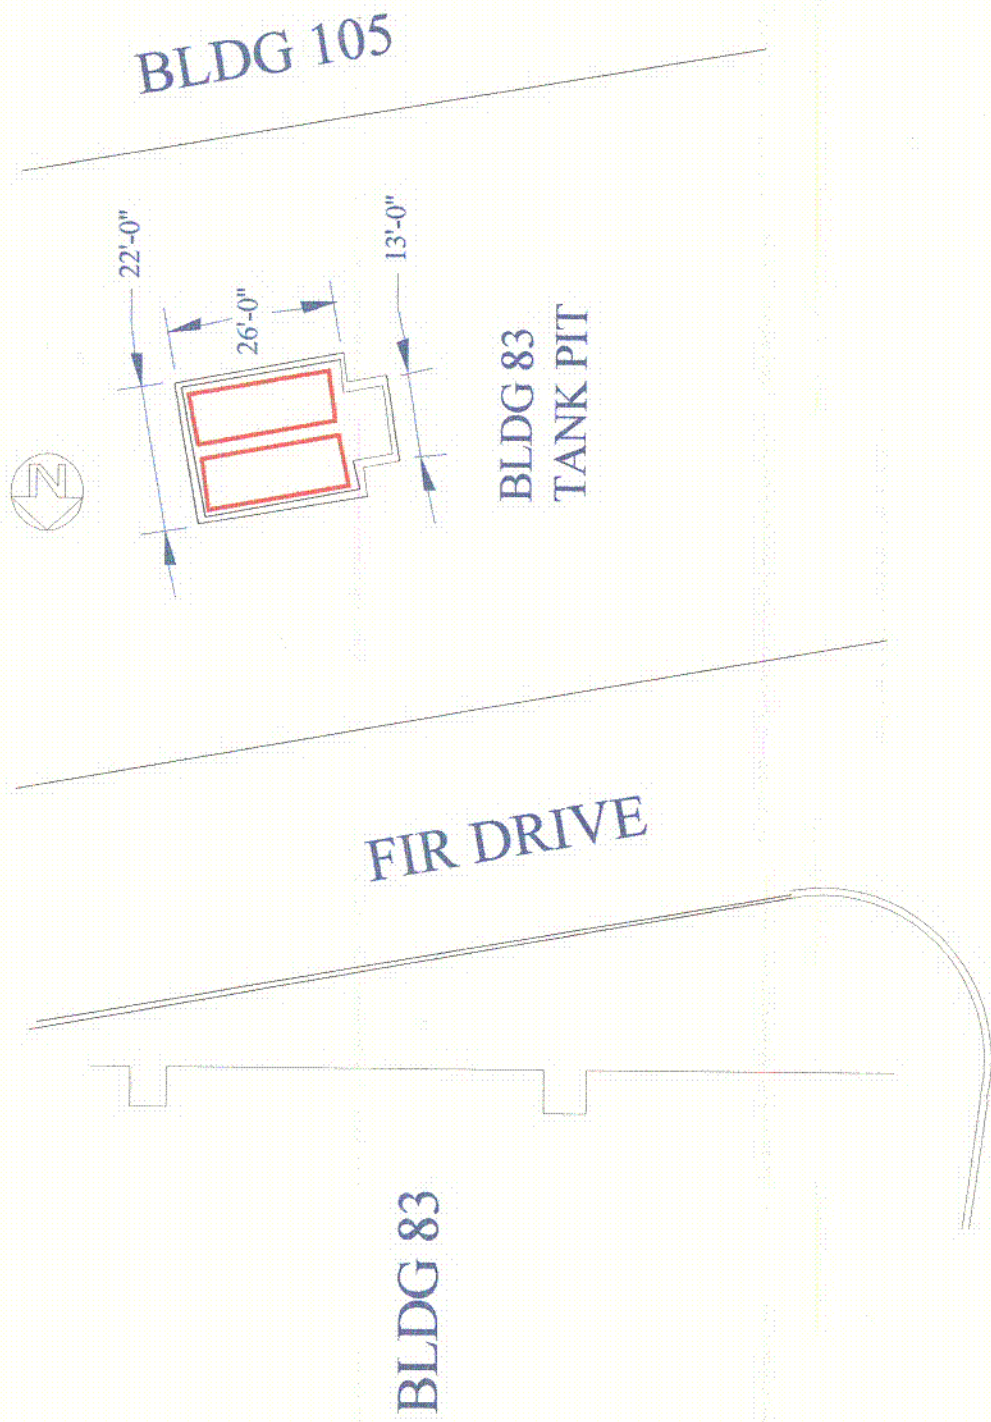 BLDG 105
22'-0"
26'-0"
13'-0"
N
BLDG 83
TANK PIT
FIR DRIVE
BLDG 83